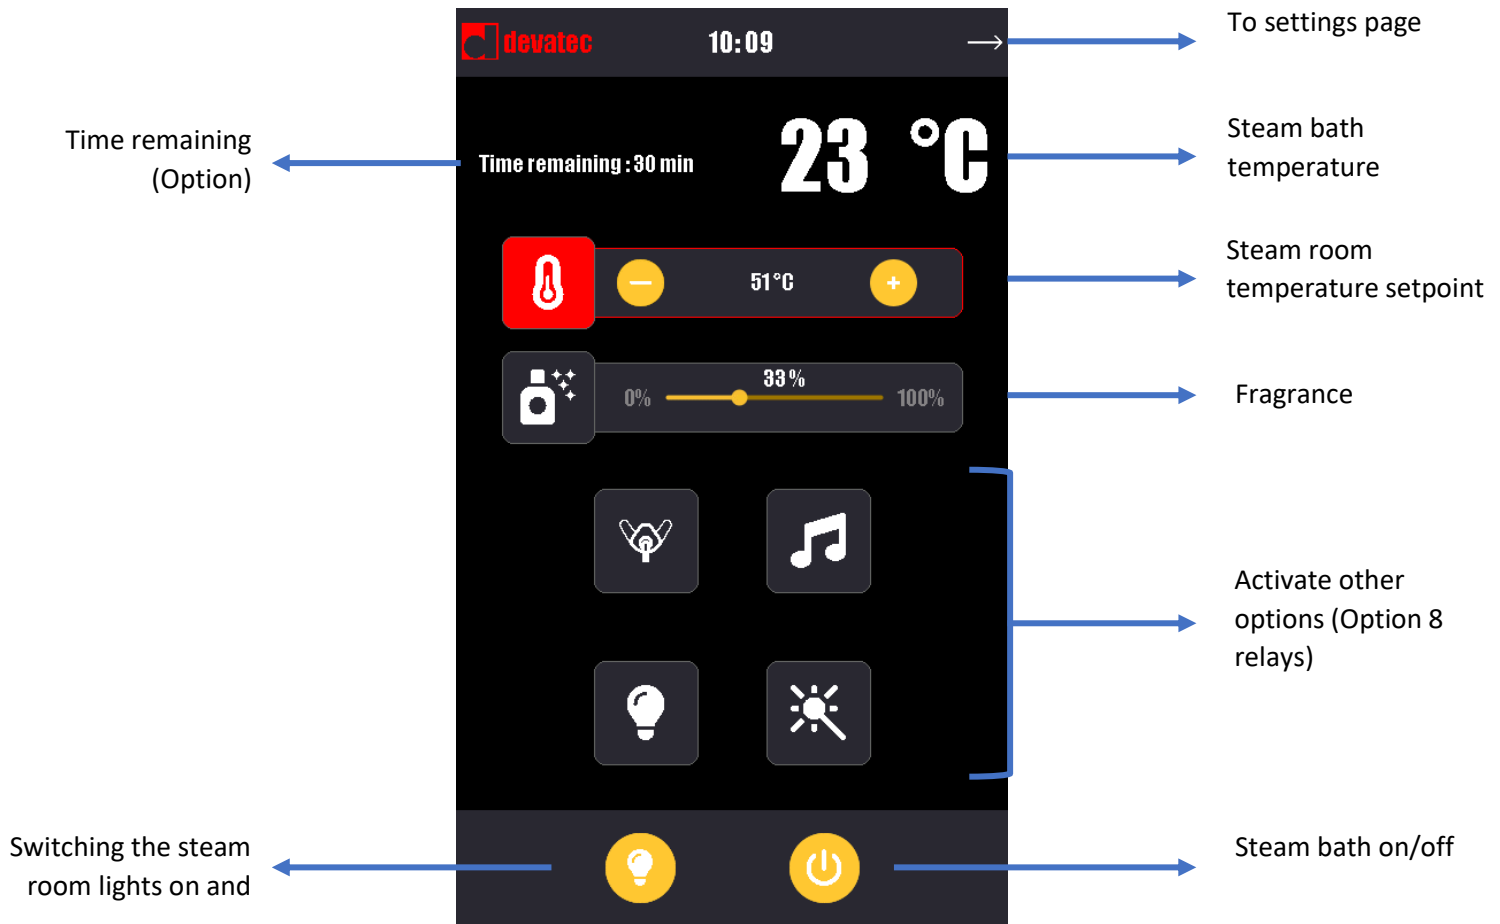 devatec
10:09
To settings page
Time remaining
(Option)
Time remaining : 30 min
23 °C
Steam bath
temperature
51°C
Steam room
temperature setpoint
33%
0%
100%
Fragrance
Activate other
options (Option 8
relays)
Switching the steam
room lights on and
Steam bath on/off